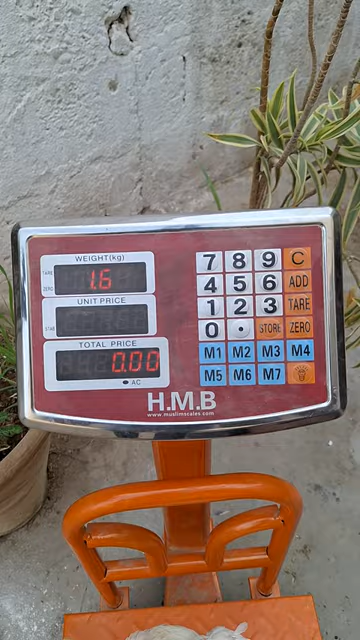 WEIGHT(kg)
TARE
ZERO
1.6
UNIT PRICE
STAB
TOTAL PRICE
0.00
AC
7 8 9 C
4 5 6 ADD
1 2 3 TARE
0 . STORE ZERO
M1 M2 M3 M4
M5 M6 M7
H.M.B
www.muslimscales.com